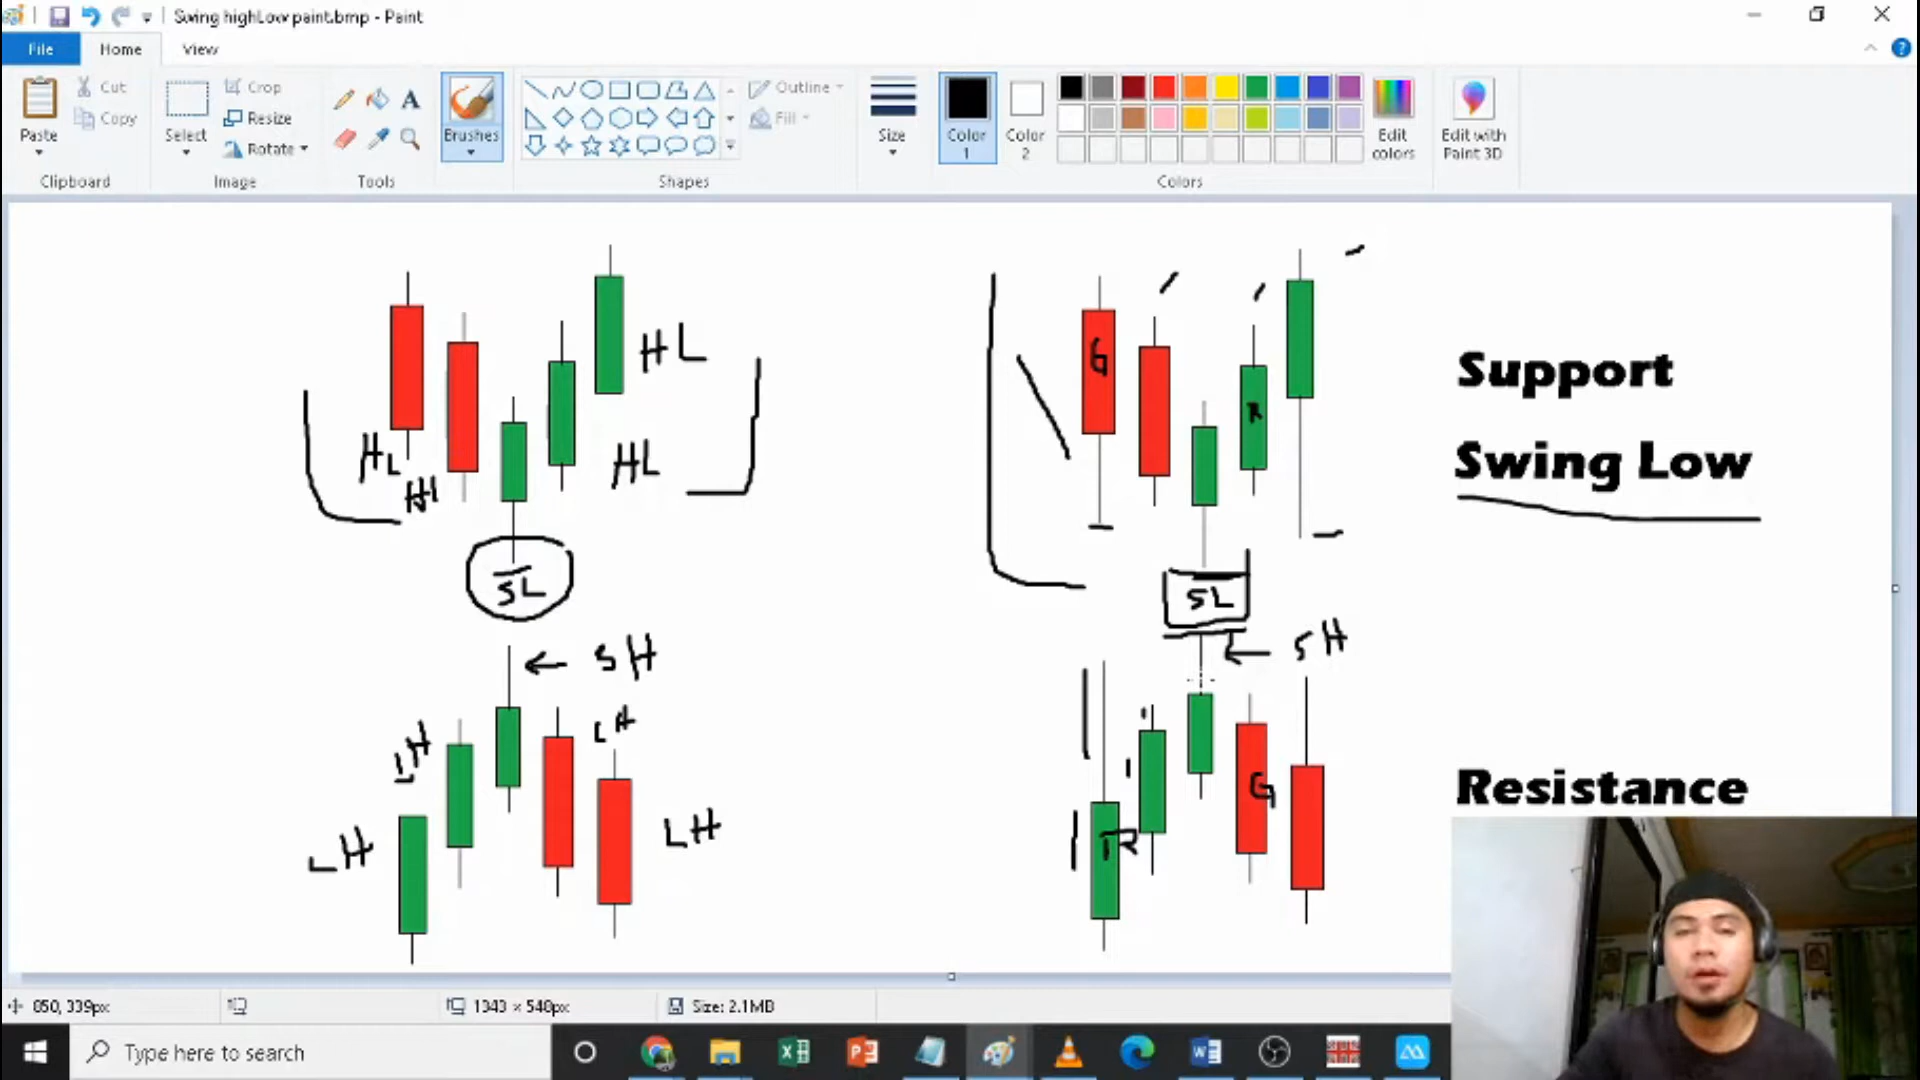 Swing highLow paint.bmp - Paint
File
Home
View
Paste
Cut
Copy
Clipboard
Select
Crop
Resize
Rotate
Image
Tools
Brushes
Shapes
Outline
Fill
Size
Color
1
Color
2
Colors
Edit
colors
Edit with
Paint 3D
HL
HL
G
R
Support
HL
HL
Swing Low
SL
SL
SH
SH
LH
LH
LH
LH
R
G
Resistance
850, 339px
1343 × 540px
Size: 2.1MB
Type here to search